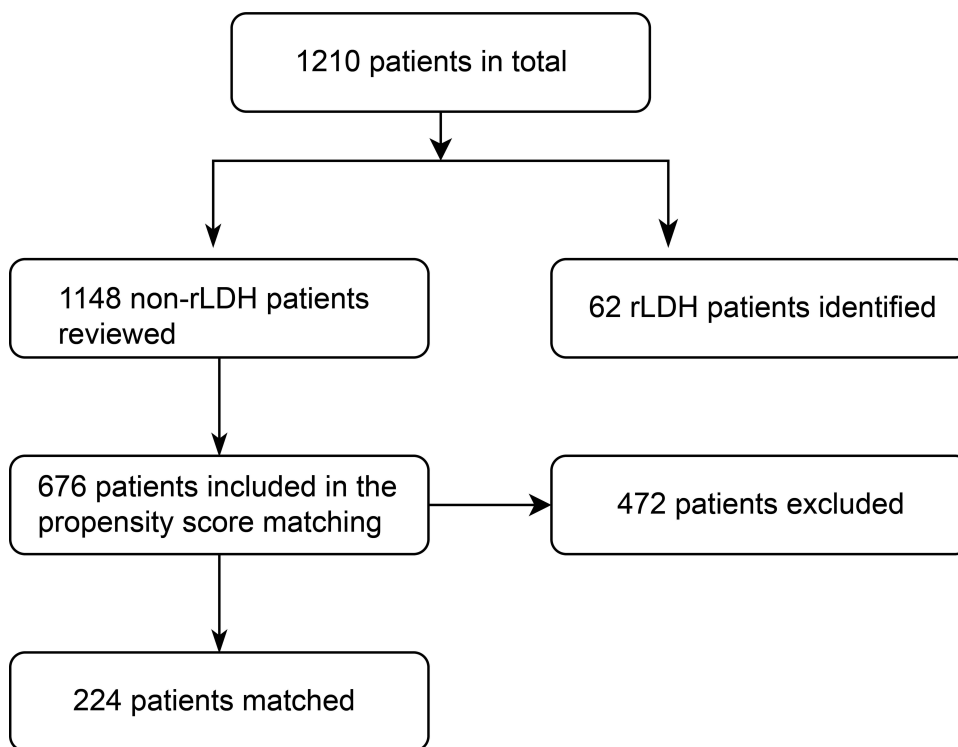 1210 patients in total
1148 non-rLDH patients
reviewed
62 rLDH patients identified
676 patients included in the
propensity score matching
472 patients excluded
224 patients matched